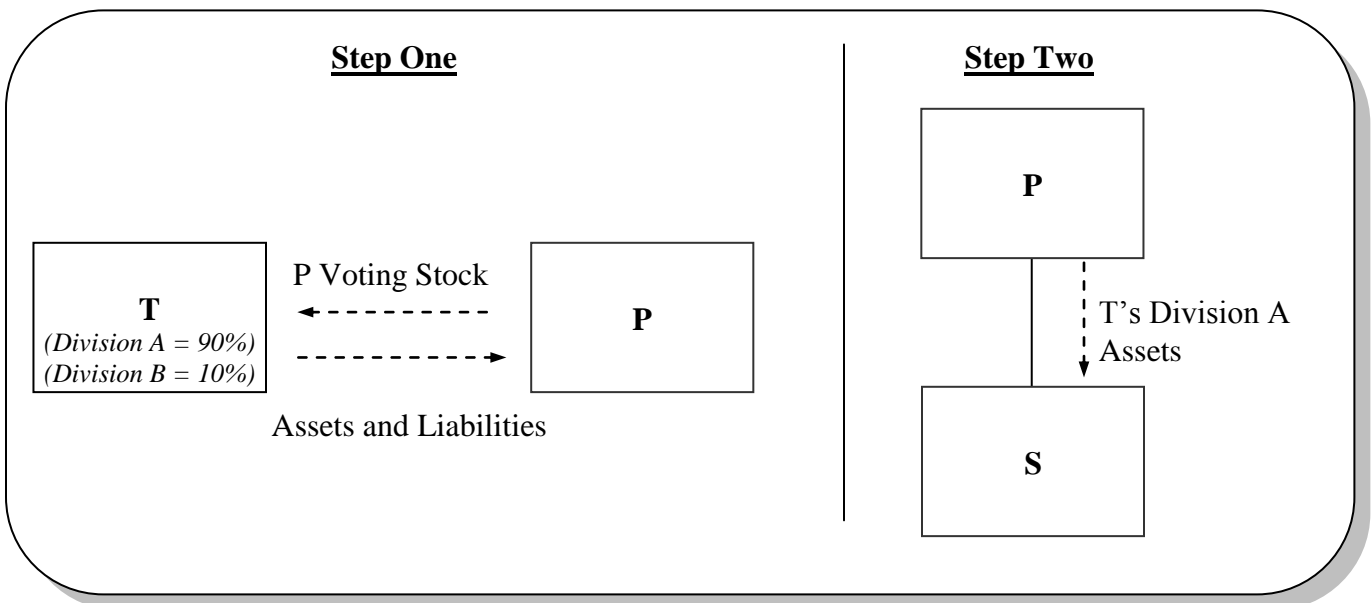 Step One
P Voting Stock
T
(Division A = 90%)
(Division B = 10%)
P
Assets and Liabilities
Step Two
P
T’s Division A
Assets
S